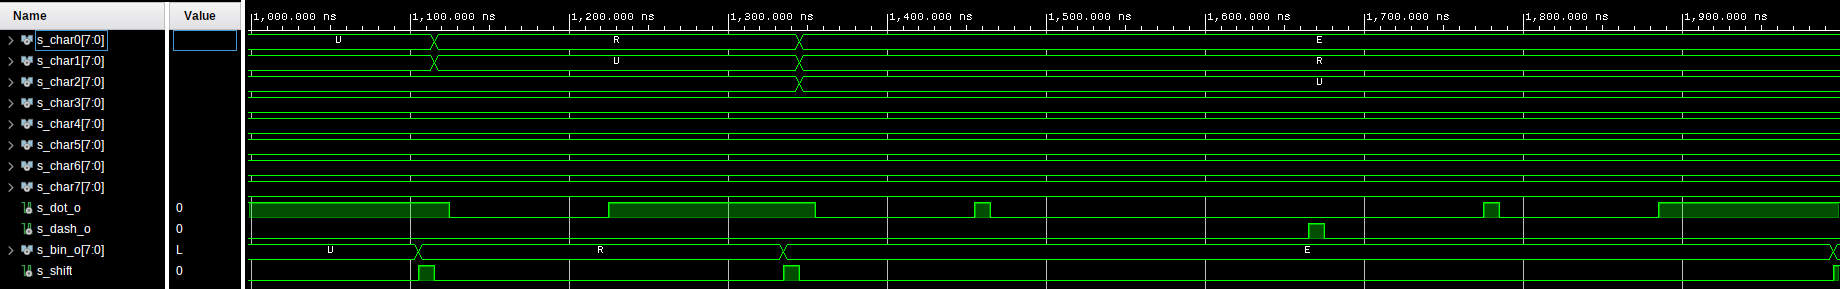 Name Value 1,000.000 ns 1,100.000 ns 1,200.000 ns 1,300.000 ns 1,400.000 ns 1,500.000 ns 1,600.000 ns 1,700.000 ns 1,800.000 ns 1,900.000 ns
s_char0[7:0] U R E
s_char1[7:0] U R
s_char2[7:0] U
s_char3[7:0]
s_char4[7:0]
s_char5[7:0]
s_char6[7:0]
s_char7[7:0]
s_dot_o 0
s_dash_o 0
s_bin_o[7:0] L U R E
s_shift 0